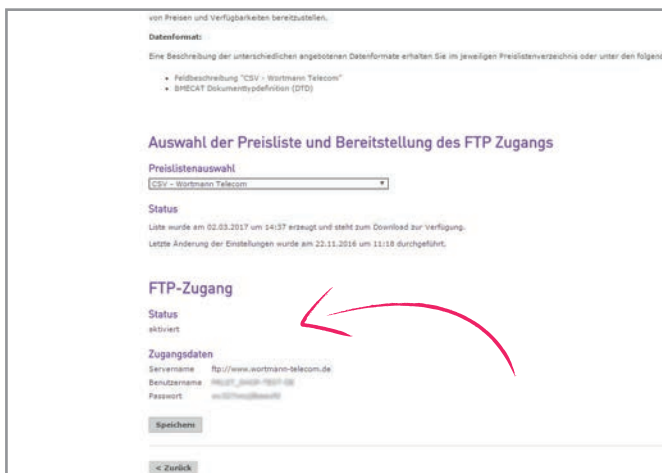 von Preisen und Verfügbarkeiten bereitzustellen.
Datenformat:
Eine Beschreibung der unterschiedlichen angebotenen Datenformate erhalten Sie im jeweiligen Preislistenverzeichnis oder unter den folgend
Feldbeschreibung "CSV - Wortmann Telecom"
BMECAT Dokumenttypdefinition (DTD)
Auswahl der Preisliste und Bereitstellung des FTP Zugangs
Preislistenauswahl
CSV - Wortmann Telecom
Status
Liste wurde am 02.03.2017 um 14:37 erzeugt und steht zum Download zur Verfügung.
Letzte Änderung der Einstellungen wurde am 22.11.2016 um 11:18 durchgeführt.
FTP-Zugang
Status
aktiviert
Zugangsdaten
Servername ftp://www.wortmann-telecom.de
Benutzername
Passwort
Speichern
< Zurück